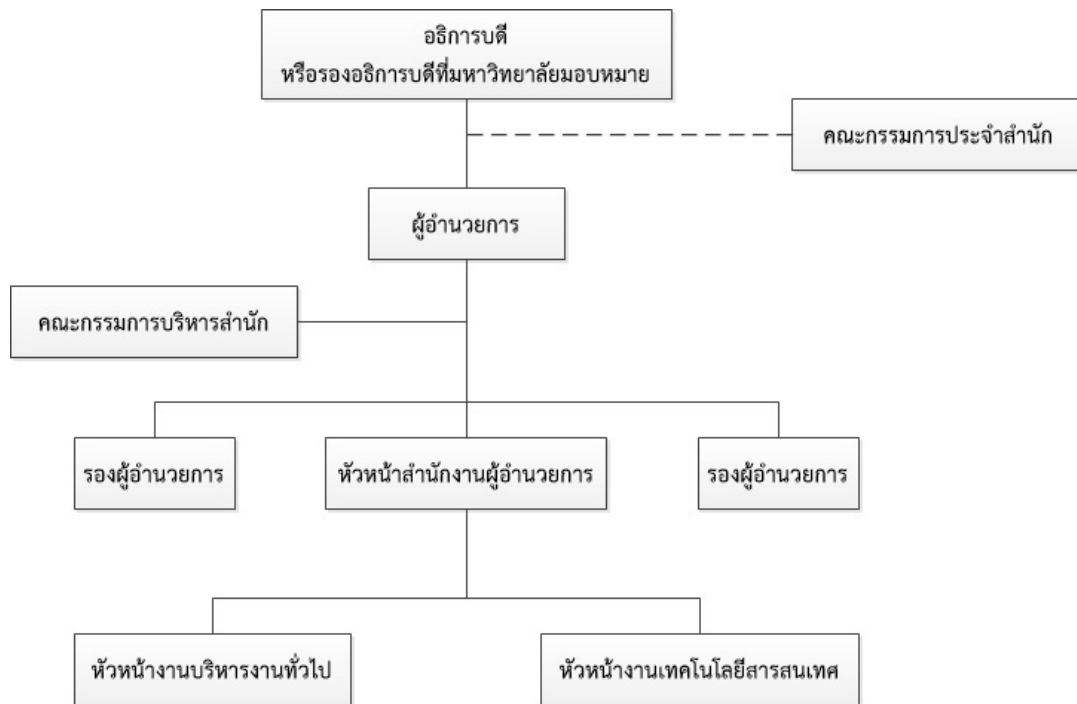 อธิการบดี
หรือรองอธิการบดีที่มหาวิทยาลัยมอบหมาย
คณะกรรมการประจำสำนัก
ผู้อำนวยการ
คณะกรรมการบริหารสำนัก
รองผู้อำนวยการ
หัวหน้าสำนักงานผู้อำนวยการ
รองผู้อำนวยการ
หัวหน้างานบริหารงานทั่วไป
หัวหน้างานเทคโนโลยีสารสนเทศ